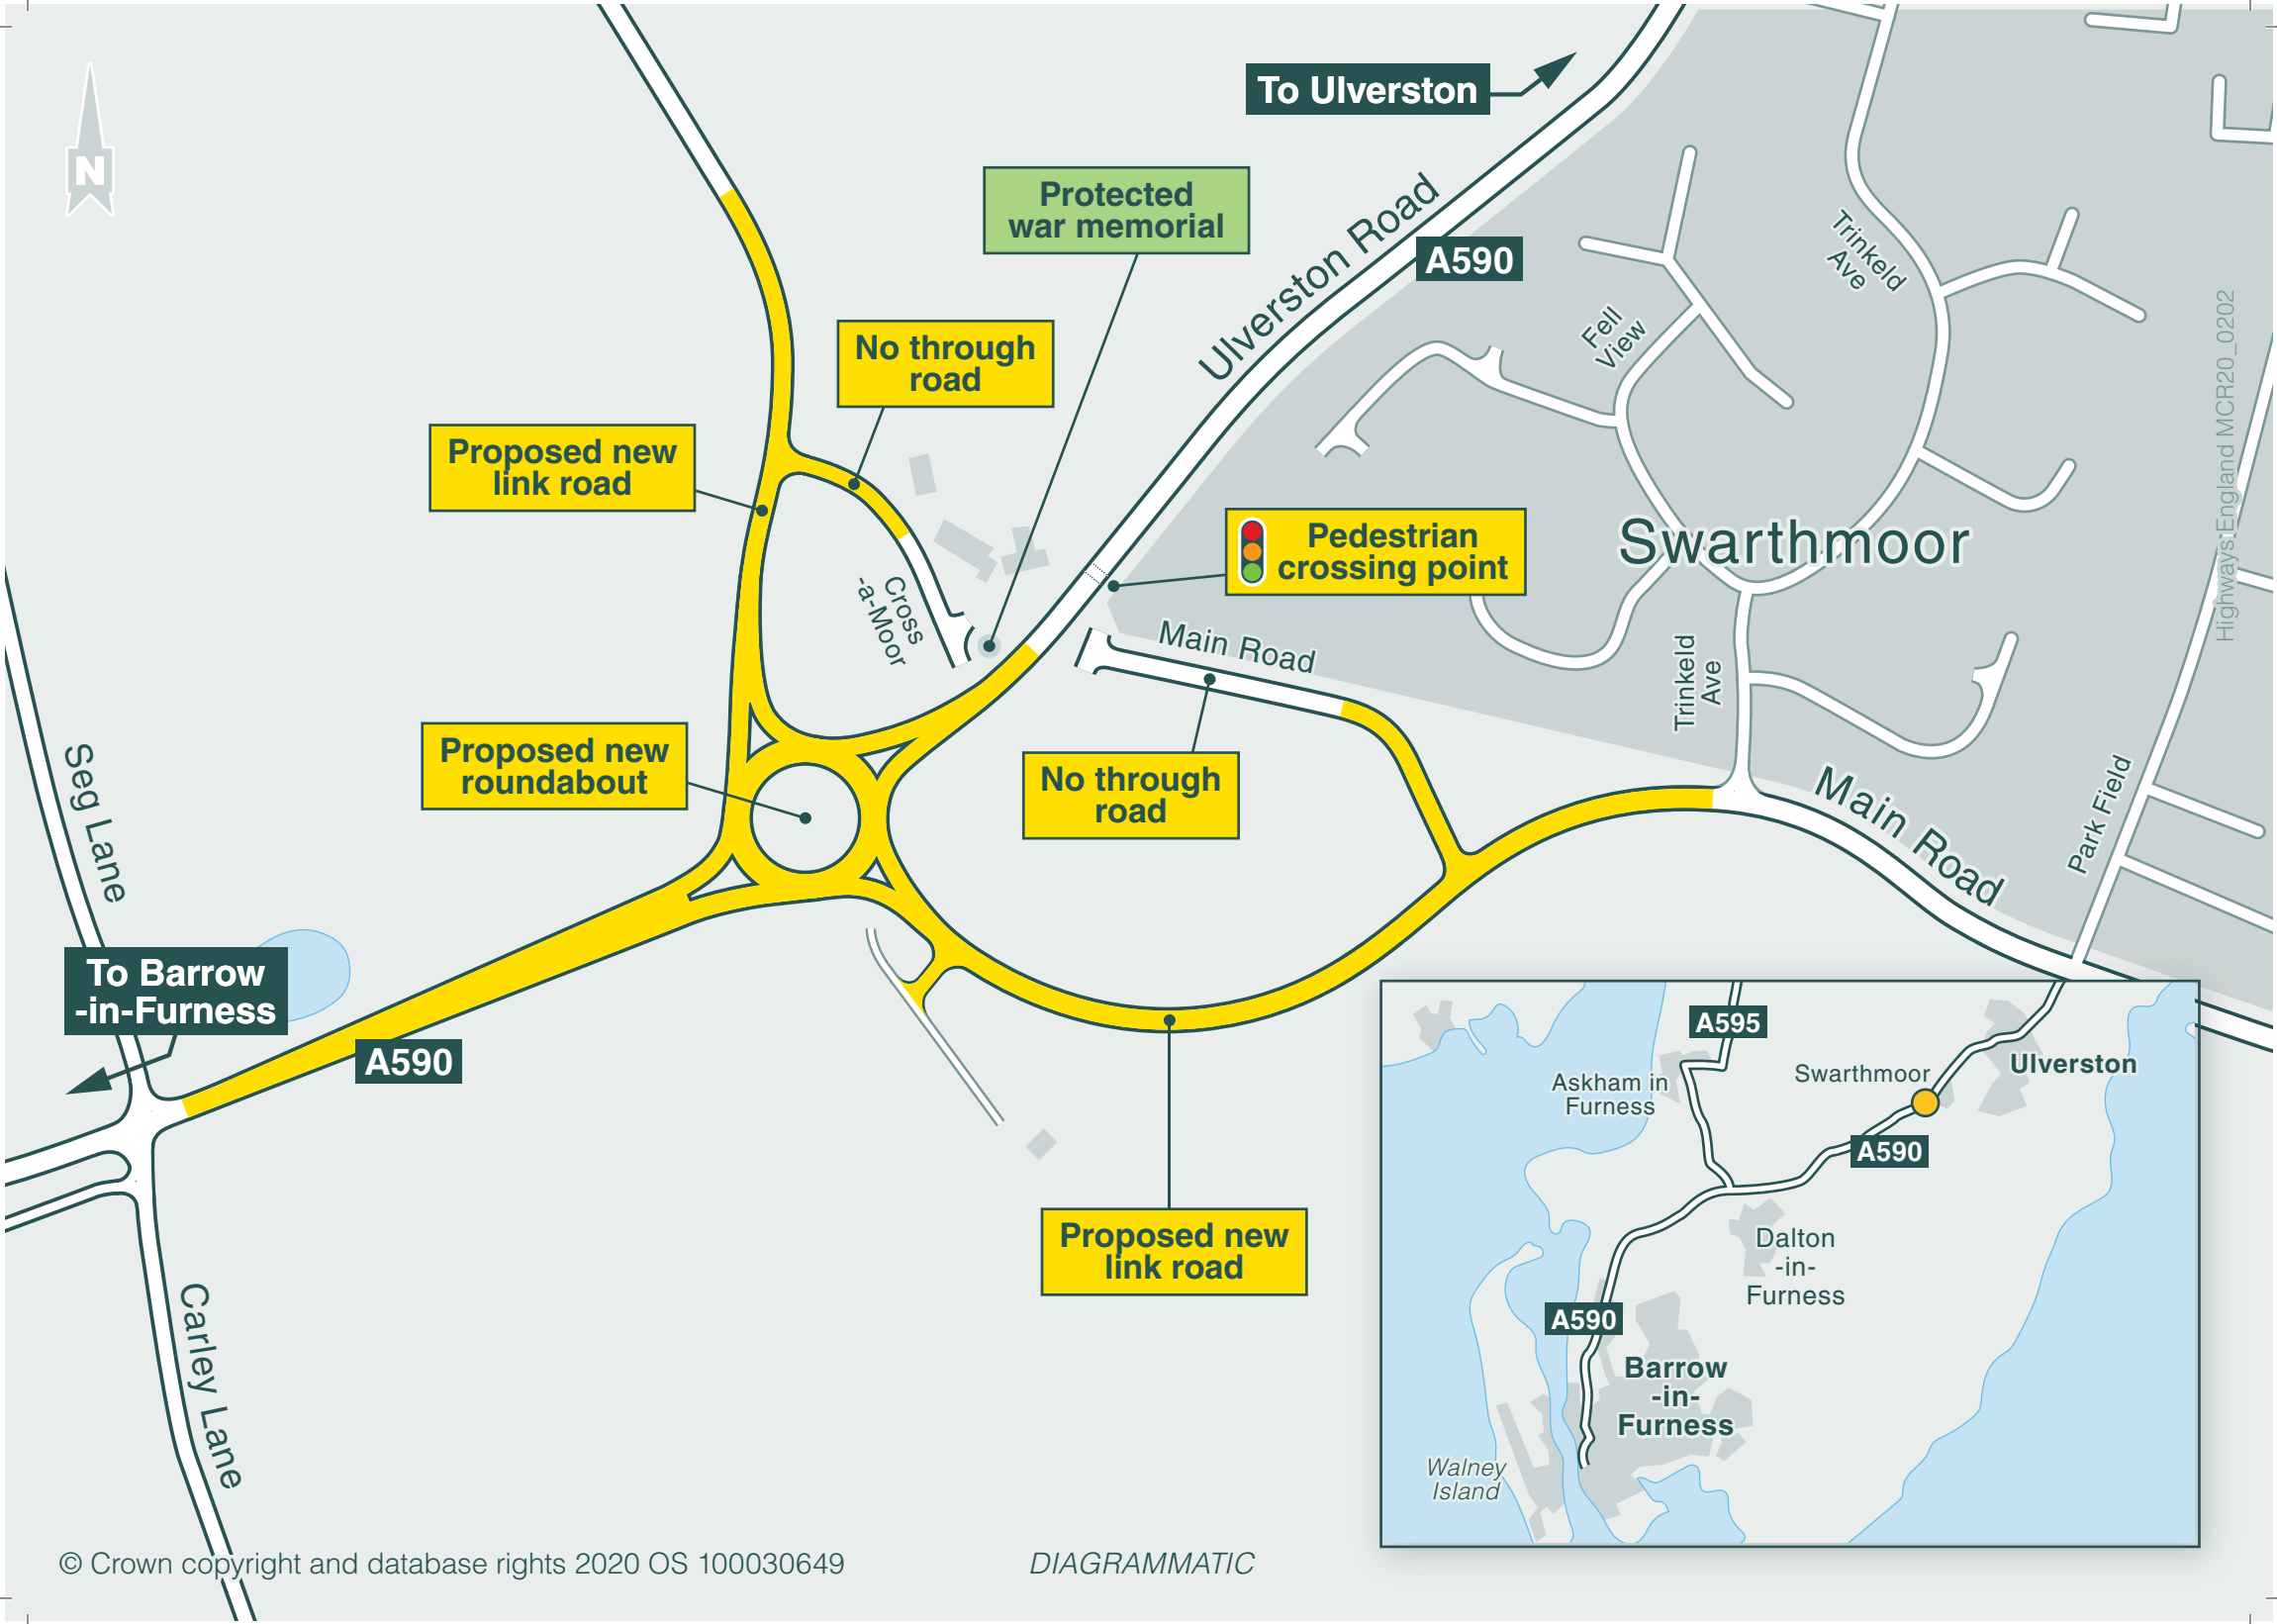 To Ulverston
N
Protected
war memorial
Ulverston Road
A590
Trinkeld
Ave
No through
road
Fell
View
Proposed new
link road
Highways England MCR20_0202
Pedestrian
crossing point
Swarthmoor
Cross
-a-Moor
Main Road
Trinkeld
Ave
Proposed new
roundabout
No through
road
Seg Lane
Main Road
Park Field
To Barrow
-in-Furness
A590
Proposed new
link road
Carley Lane
A595
Askham in
Furness
Swarthmoor
Ulverston
A590
Dalton
-in-
Furness
A590
Barrow
-in-
Furness
Walney
Island
© Crown copyright and database rights 2020 OS 100030649
DIAGRAMMATIC